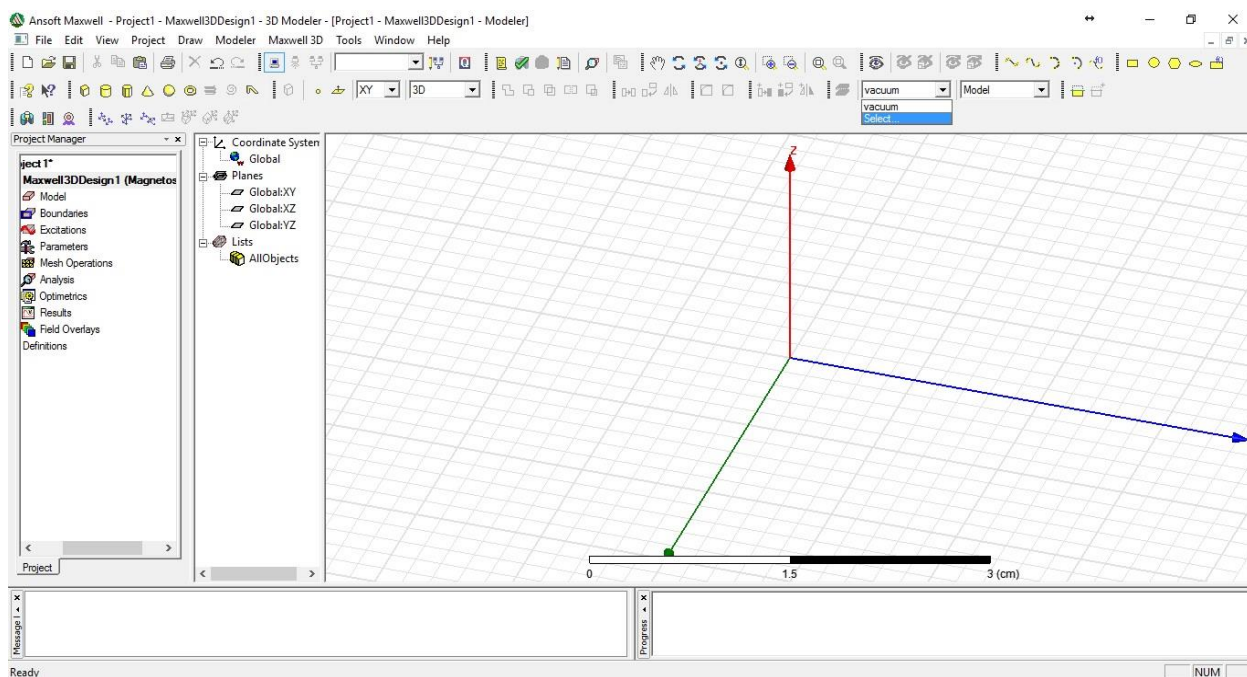 Ansoft Maxwell - Project1 - Maxwell3DDesign1 - 3D Modeler - [Project1 - Maxwell3DDesign1 - Modeler]
File Edit View Project Draw Modeler Maxwell 3D Tools Window Help
XY 3D vacuum Model
vacuum
Select...
Project Manager
ject1*
Maxwell3DDesign1 (Magnetos
Model
Boundaries
Excitations
Parameters
Mesh Operations
Analysis
Optimetrics
Results
Field Overlays
Definitions
Project
Coordinate System
Global
Planes
Global:XY
Global:XZ
Global:YZ
Lists
AllObjects
Z
0 1.5 3 (cm)
Message
Progress
Ready
NUM